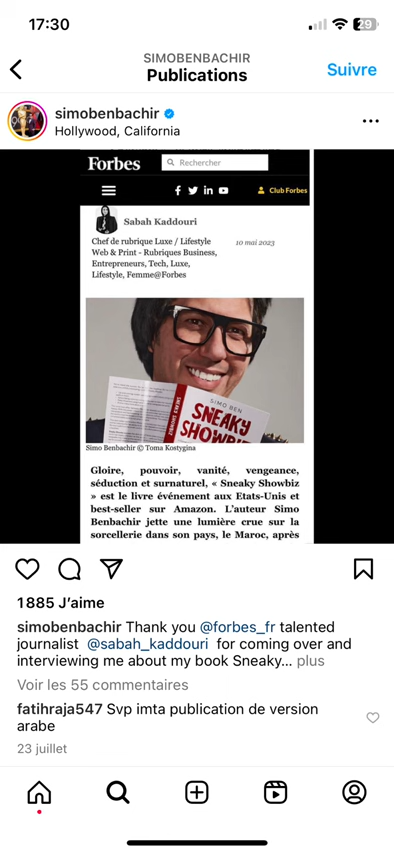 17:30
29
SIMOBENBACHIR
Publications
Suivre
simobenbachir
Hollywood, California
Forbes
Rechercher
Club Forbes
Sabah Kaddouri
Chef de rubrique Luxe / Lifestyle
10 mai 2023
Web & Print - Rubriques Business,
Entrepreneurs, Tech, Luxe,
Lifestyle, Femme@Forbes
SNEAKY SHOWBIZ
SIMO BEN
SNEAKY
SHOWBIZ
Simo Benbachir © Toma Kostygina
Gloire, pouvoir, vanité, vengeance,
séduction et surnaturel, « Sneaky Showbiz
» est le livre événement aux Etats-Unis et
best-seller sur Amazon. L'auteur Simo
Benbachir jette une lumière crue sur la
sorcellerie dans son pays, le Maroc, après
1 885 J'aime
simobenbachir Thank you @forbes_fr talented
journalist @sabah_kaddouri for coming over and
interviewing me about my book Sneaky... plus
Voir les 55 commentaires
fatihraja547 Svp imta publication de version
arabe
23 juillet